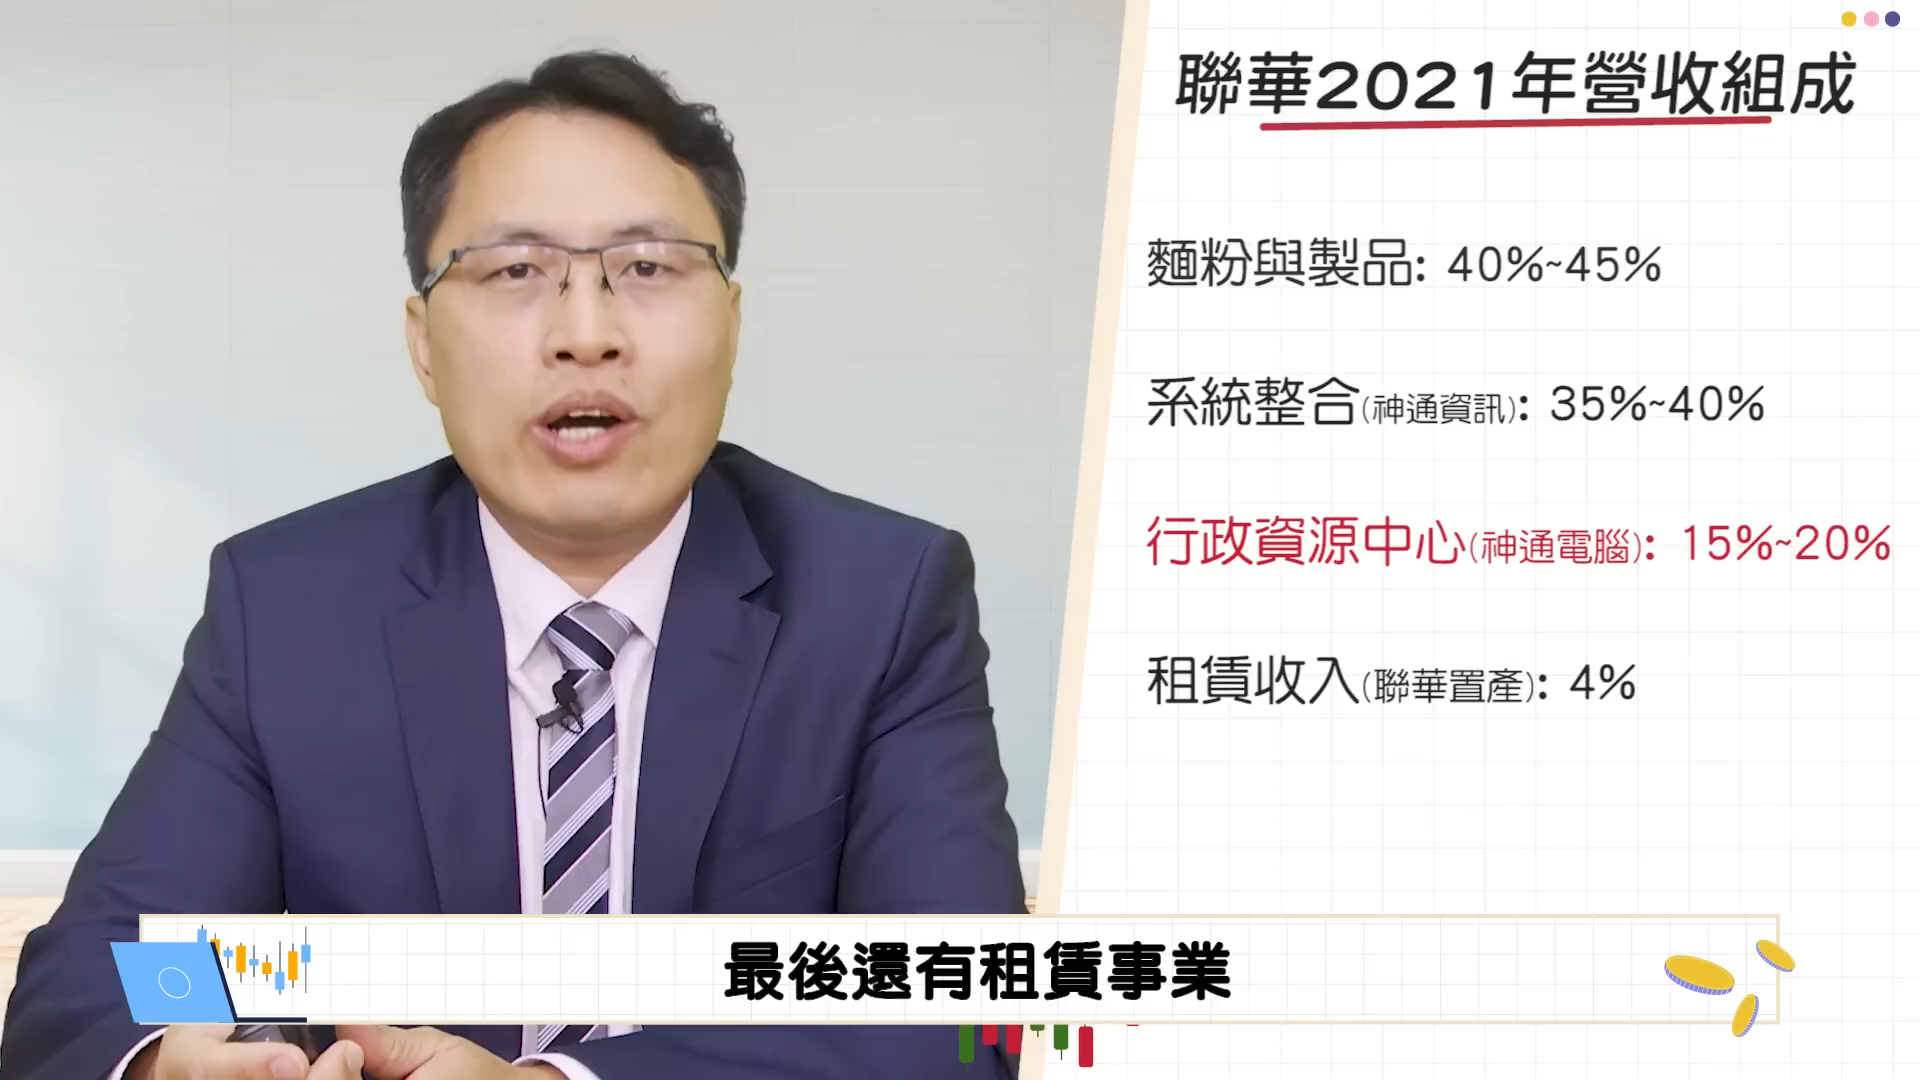 聯華2021年營收組成
麵粉與製品: 40%~45%
系統整合(神通資訊): 35%~40%
行政資源中心(神通電腦): 15%~20%
租賃收入(聯華置產): 4%
最後還有租賃事業